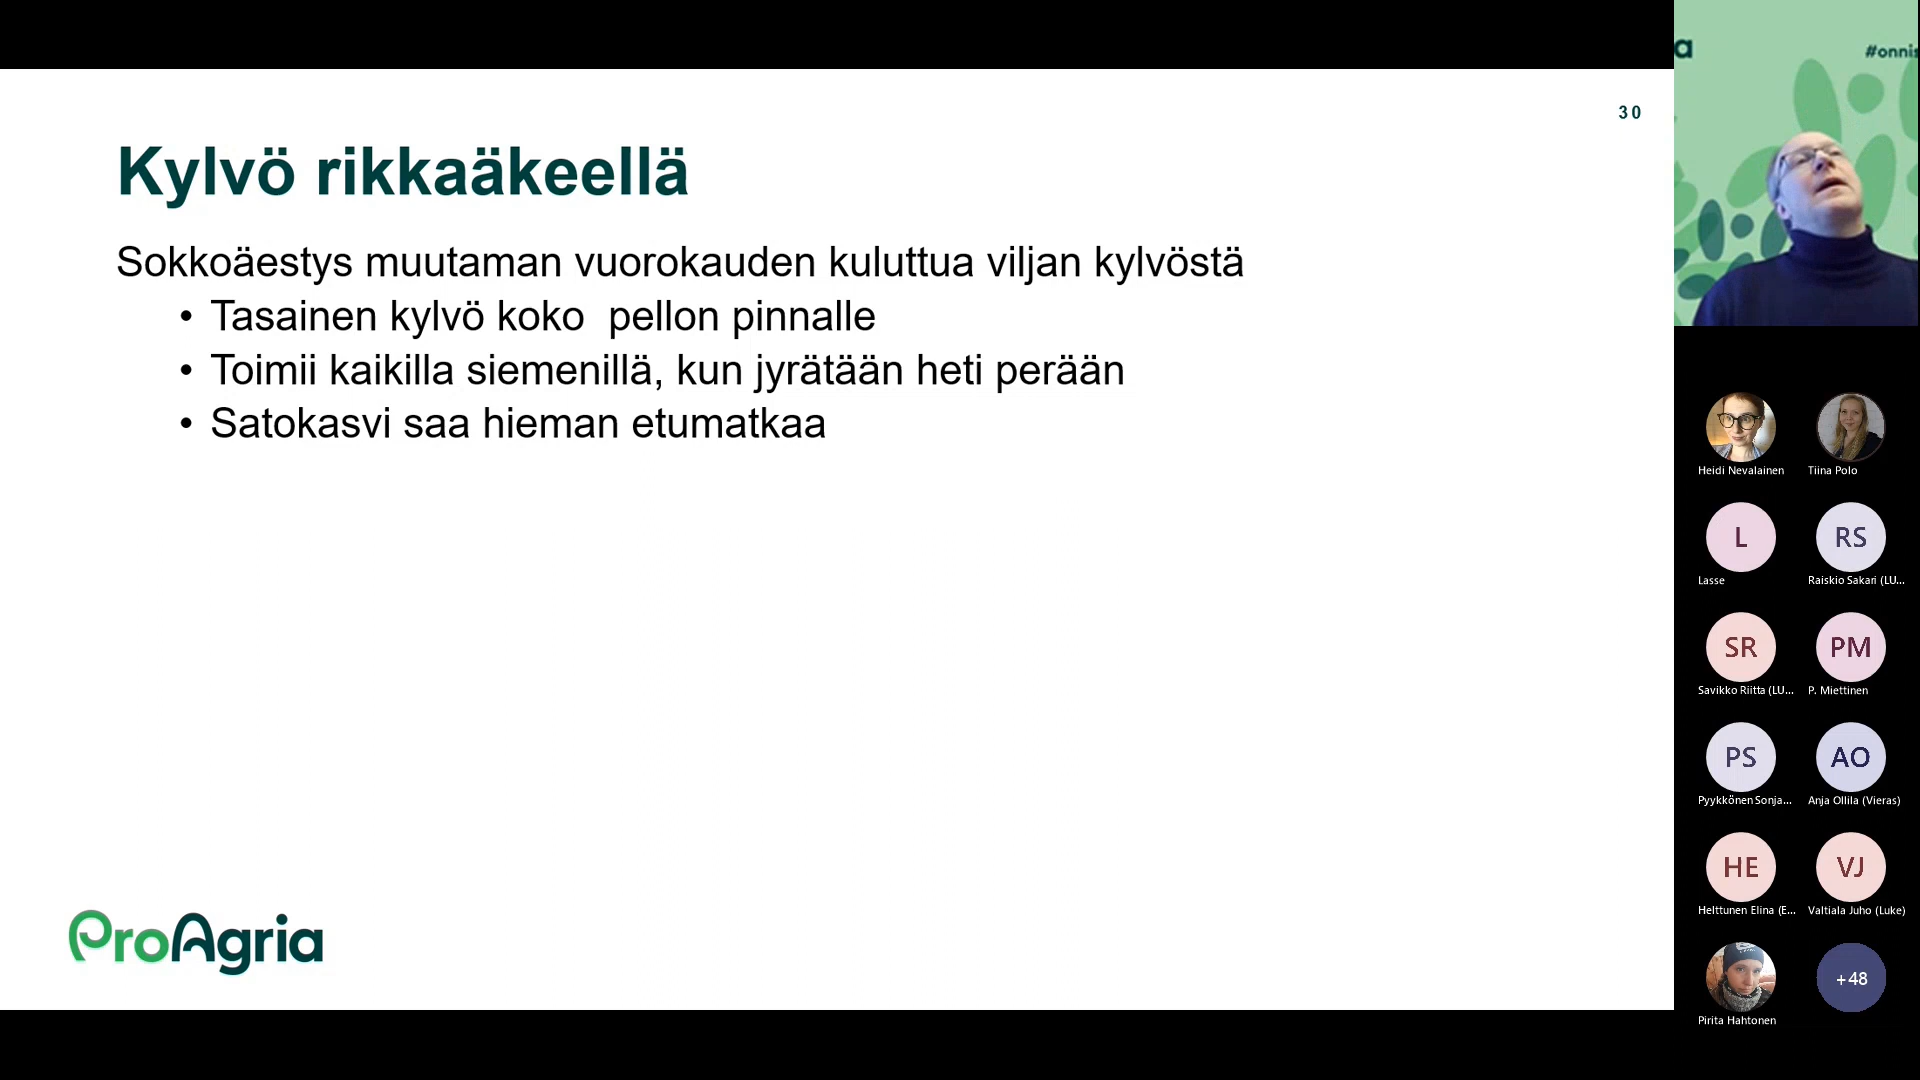 30
Kylvö rikkaäkeellä
Sokkoäestys muutaman vuorokauden kuluttua viljan kylvöstä
• Tasainen kylvö koko  pellon pinnalle
• Toimii kaikilla siemenillä, kun jyrätään heti perään
• Satokasvi saa hieman etumatkaa
ProAgria
a
#onnis
Heidi Nevalainen
Tiina Polo
L
RS
Lasse
Raiskio Sakari (LU...
SR
PM
Savikko Riitta (LU...
P. Miettinen
PS
AO
Pyykkönen Sonja...
Anja Ollila (Vieras)
HE
VJ
Helttunen Elina (E...
Valtiala Juho (Luke)
+48
Pirita Hahtonen